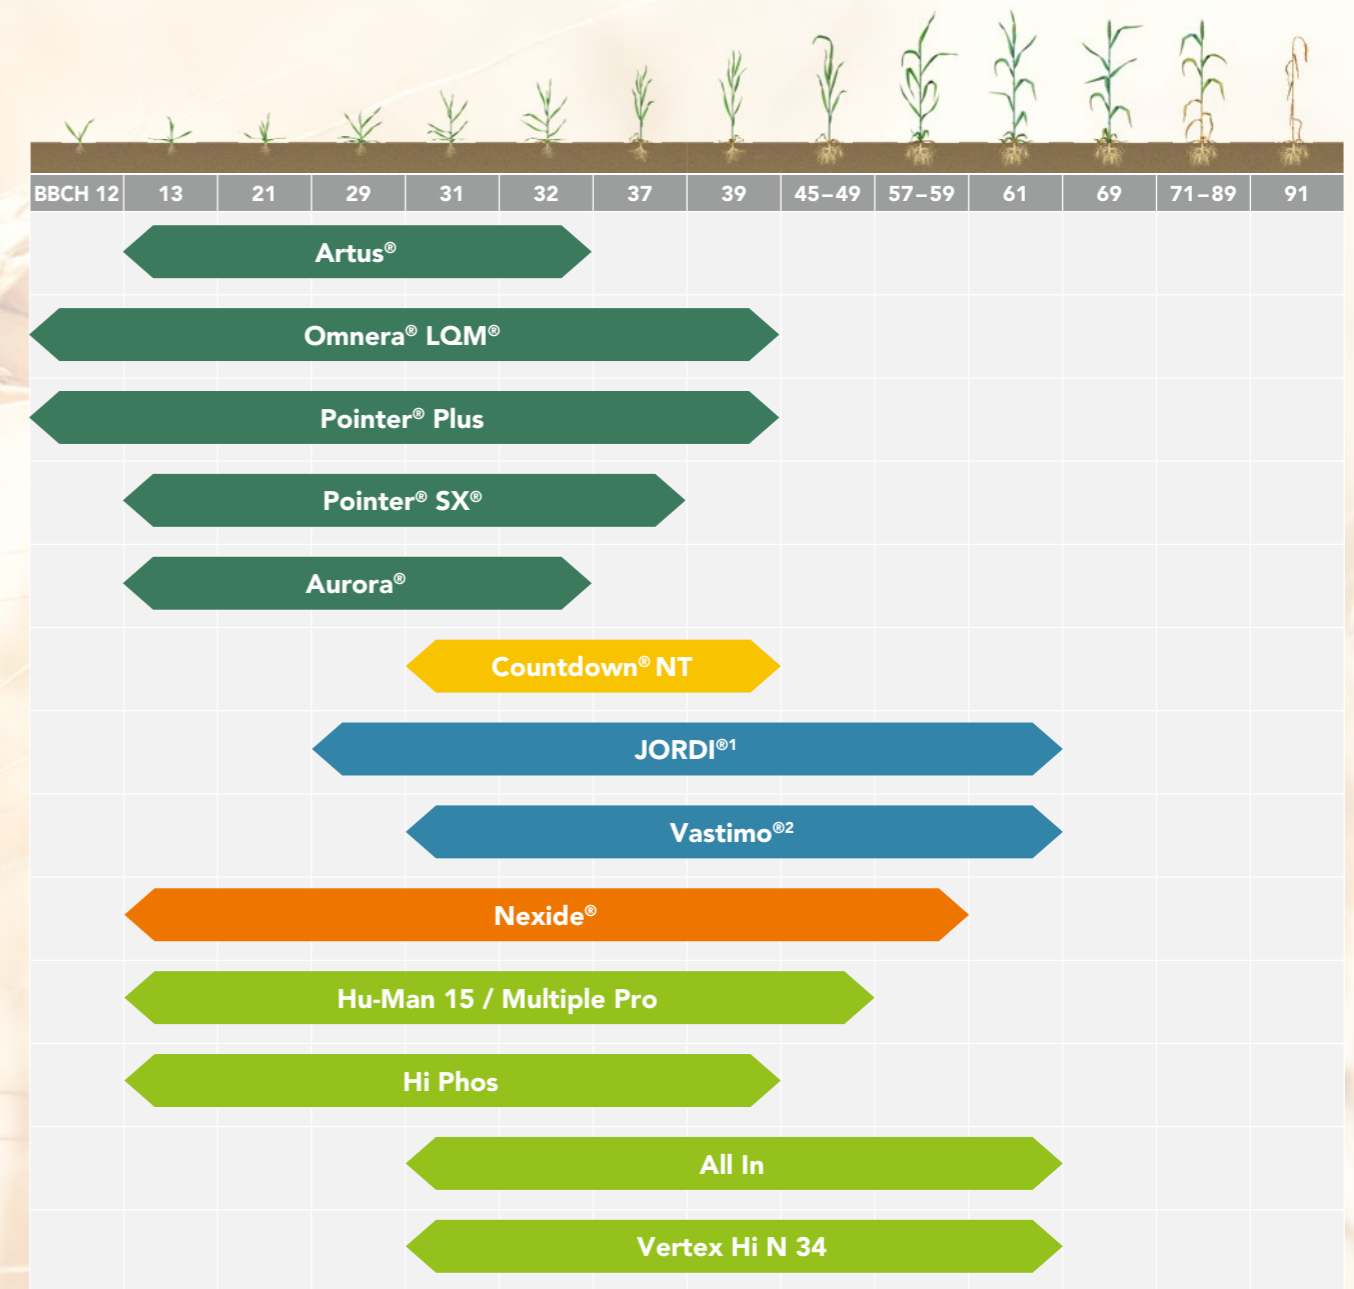 BBCH 12 13 21 29 31 32 37 39 45–49 57–59 61 69 71–89 91
Artus®
Omnera® LQM®
Pointer® Plus
Pointer® SX®
Aurora®
Countdown® NT
JORDI®1
Vastimo®2
Nexide®
Hu-Man 15 / Multiple Pro
Hi Phos
All In
Vertex Hi N 34